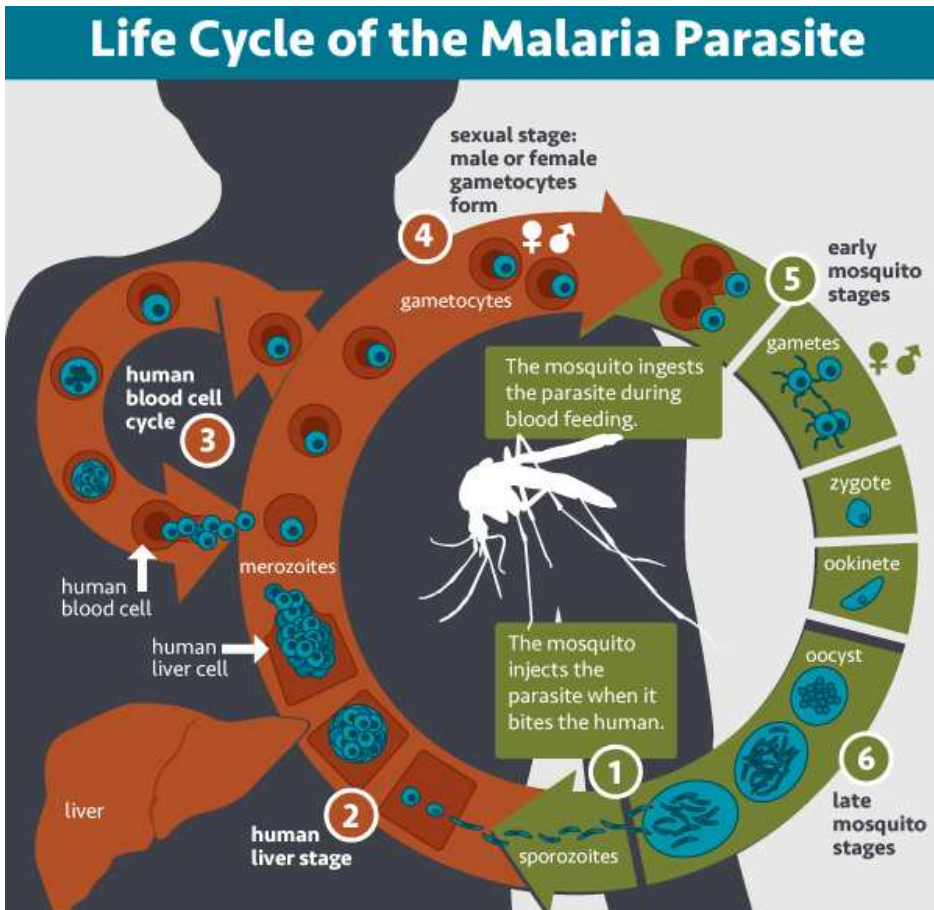 Life Cycle of the Malaria Parasite
sexual stage:
male or female
gametocytes
form
4
gametocytes
5
early
mosquito
stages
gametes
The mosquito ingests
the parasite during
blood feeding.
human
blood cell
cycle
3
zygote
ookinete
merozoites
human
blood cell
human
liver cell
The mosquito
injects the
parasite when it
bites the human.
oocyst
1
6
late
mosquito
stages
liver
2
human
liver stage
sporozoites